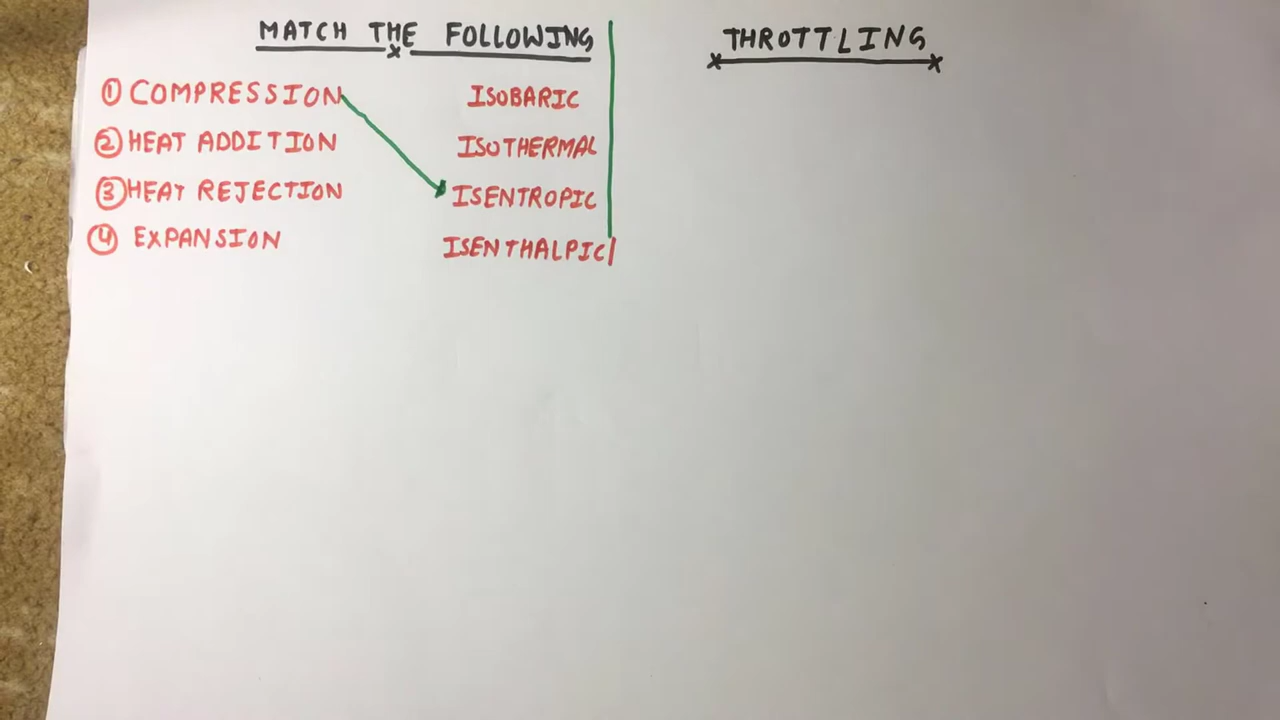 MATCH THE FOLLOWING
① COMPRESSION
② HEAT ADDITION
③ HEAT REJECTION
④ EXPANSION
ISOBARIC
ISOTHERMAL
ISENTROPIC
ISENTHALPIC
THROTTLING